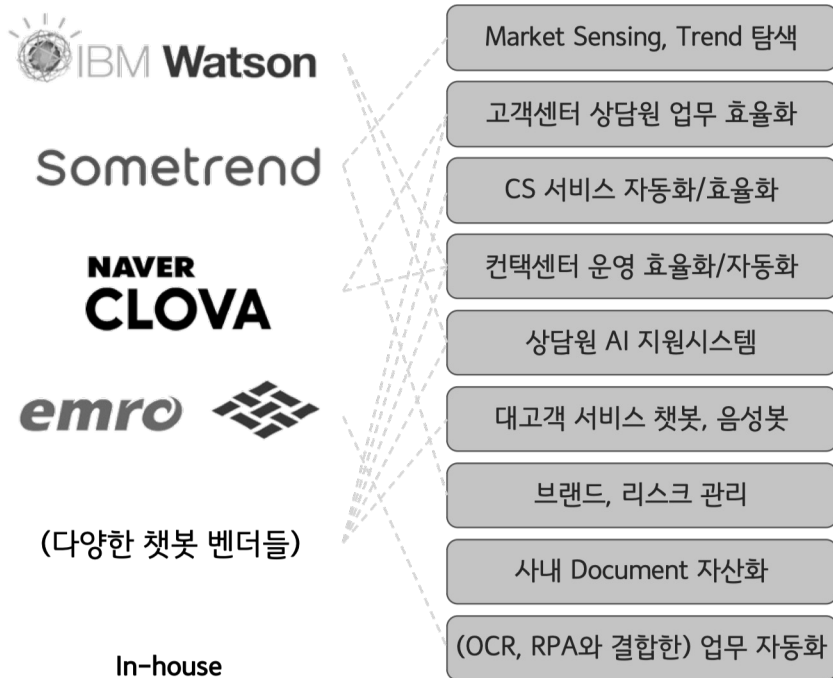 IBM Watson
Sometrend
NAVER
CLOVA
emro
(다양한 챗봇 벤더들)
In-house
Market Sensing, Trend 탐색
고객센터 상담원 업무 효율화
CS 서비스 자동화/효율화
컨택센터 운영 효율화/자동화
상담원 AI 지원시스템
대고객 서비스 챗봇, 음성봇
브랜드, 리스크 관리
사내 Document 자산화
(OCR, RPA와 결합한) 업무 자동화